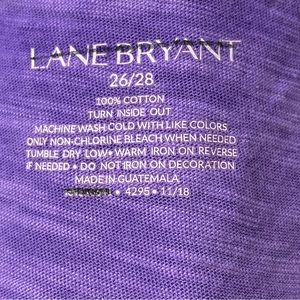 LANE BRYANT
26/28
100% COTTON
TURN INSIDE OUT
MACHINE WASH COLD WITH LIKE COLORS
ONLY NON-CHLORINE BLEACH WHEN NEEDED
TUMBLE DRY LOW • WARM IRON ON REVERSE
IF NEEDED • DO NOT IRON ON DECORATION
MADE IN GUATEMALA
• 4295 • 11/18